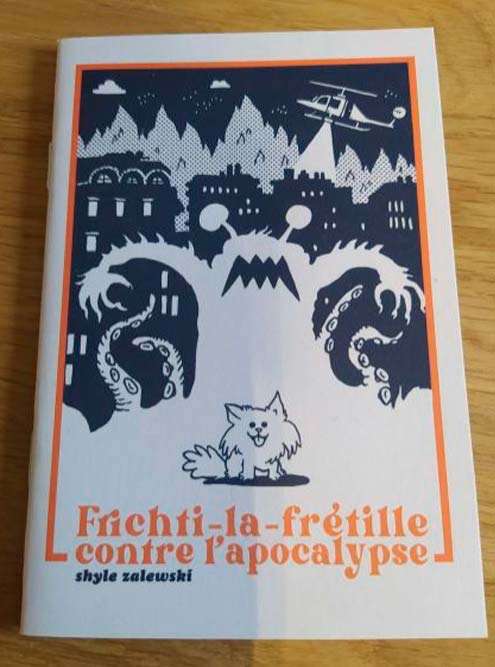 Frichti-la-frétille
contre l'apocalypse
shyle zalewski